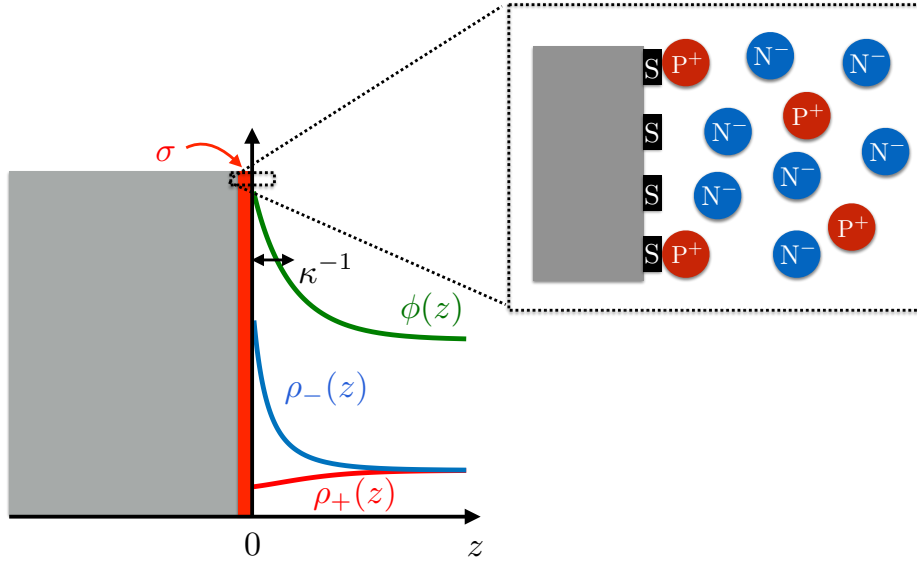 S P⁺ N⁻ N⁻
P⁺
S N⁻ N⁻
σ
N⁻
S N⁻
P⁺
S P⁺ N⁻
κ⁻¹
ϕ(z)
ρ₋(z)
ρ₊(z)
0 z